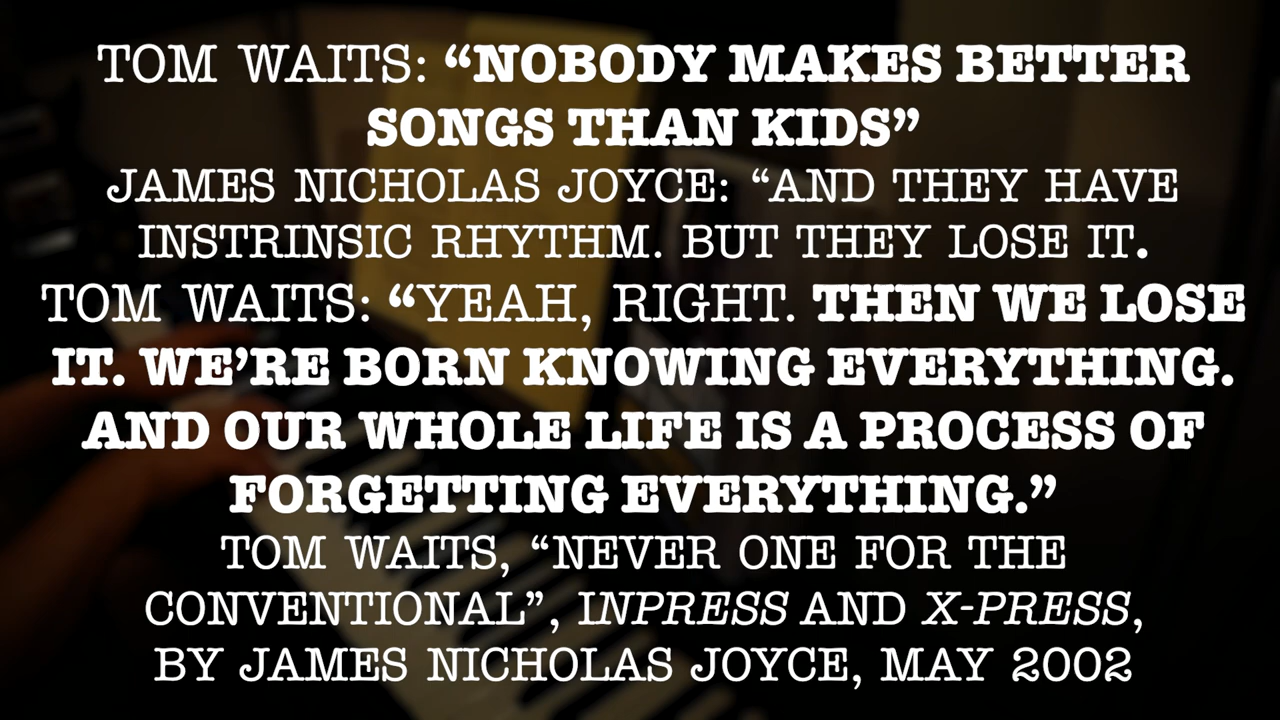 TOM WAITS: “NOBODY MAKES BETTER
SONGS THAN KIDS”
JAMES NICHOLAS JOYCE: “AND THEY HAVE
INSTRINSIC RHYTHM. BUT THEY LOSE IT.
TOM WAITS: “YEAH, RIGHT. THEN WE LOSE
IT. WE’RE BORN KNOWING EVERYTHING.
AND OUR WHOLE LIFE IS A PROCESS OF
FORGETTING EVERYTHING.”
TOM WAITS, “NEVER ONE FOR THE
CONVENTIONAL”, INPRESS AND X-PRESS,
BY JAMES NICHOLAS JOYCE, MAY 2002